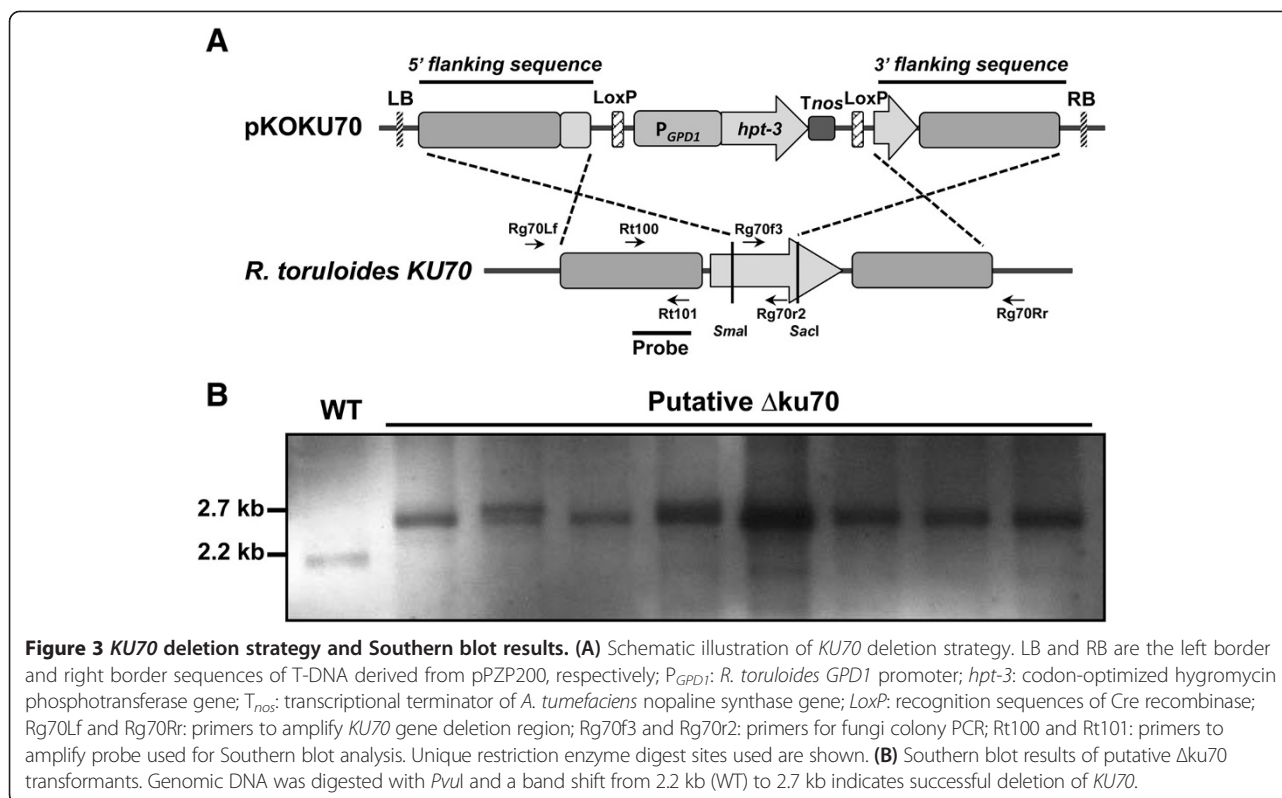 A
5' flanking sequence
3' flanking sequence
LB
LoxP
Tnos
LoxP
RB
pKOKU70
P_GPD1
hpt-3
Rg70Lf
Rt100
Rg70f3
R. toruloides KU70
Rt101
SmaI
Rg70r2
SacI
Rg70Rr
Probe
B
WT
Putative Δku70
2.7 kb
2.2 kb
Figure 3 KU70 deletion strategy and Southern blot results. (A) Schematic illustration of KU70 deletion strategy. LB and RB are the left border
and right border sequences of T-DNA derived from pPZP200, respectively; P_GPD1: R. toruloides GPD1 promoter; hpt-3: codon-optimized hygromycin
phosphotransferase gene; T_nos: transcriptional terminator of A. tumefaciens nopaline synthase gene; LoxP: recognition sequences of Cre recombinase;
Rg70Lf and Rg70Rr: primers to amplify KU70 gene deletion region; Rg70f3 and Rg70r2: primers for fungi colony PCR; Rt100 and Rt101: primers to
amplify probe used for Southern blot analysis. Unique restriction enzyme digest sites used are shown. (B) Southern blot results of putative Δku70
transformants. Genomic DNA was digested with PvuI and a band shift from 2.2 kb (WT) to 2.7 kb indicates successful deletion of KU70.